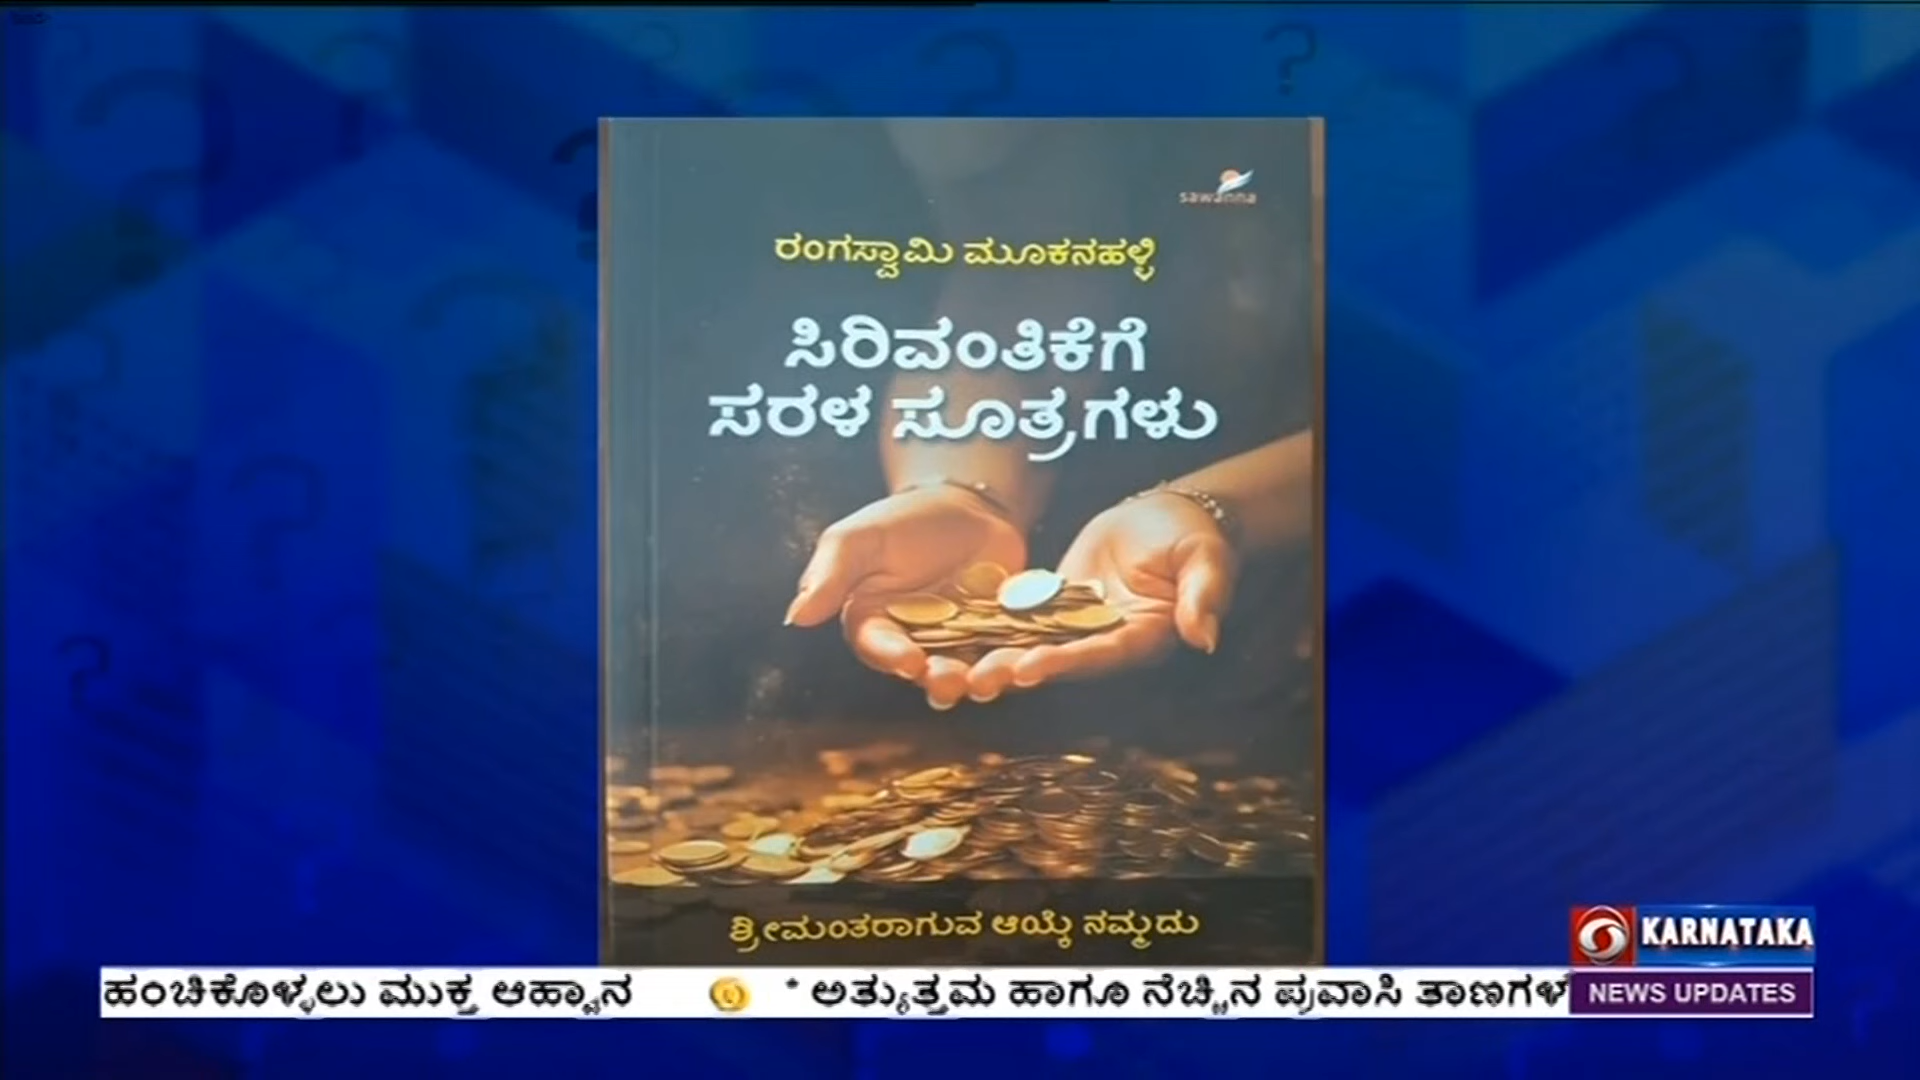 sawanna
ರಂಗಸ್ವಾಮಿ ಮೂಕನಹಳ್ಳಿ
ಸಿರಿವಂತಿಕೆಗೆ
ಸರಳ ಸೂತ್ರಗಳು
ಶ್ರೀಮಂತರಾಗುವ ಆಯ್ಕೆ ನಮ್ಮದು
KARNATAKA
ಹಂಚಿಕೊಳ್ಳಲು ಮುಕ್ತ ಆಹ್ವಾನ * ಅತ್ಯುತ್ತಮ ಹಾಗೂ ನೆಚ್ಚಿನ ಪ್ರವಾಸಿ ತಾಣಗಳ
NEWS UPDATES